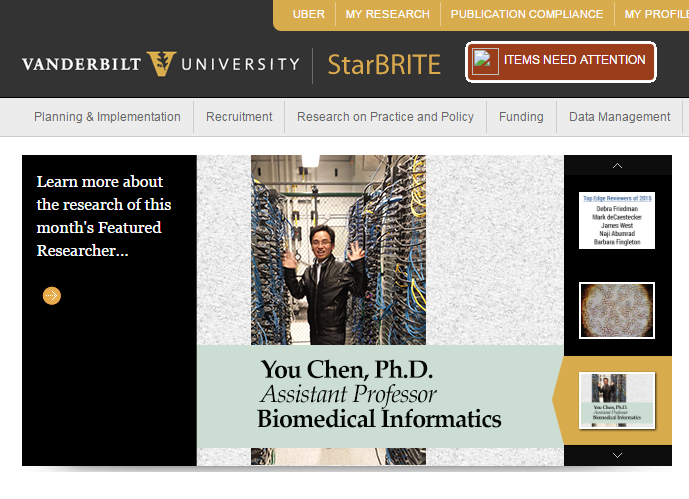 UBER MY RESEARCH PUBLICATION COMPLIANCE MY PROFILE
VANDERBILT V UNIVERSITY StarBRITE ITEMS NEED ATTENTION
Planning & Implementation Recruitment Research on Practice and Policy Funding Data Management
Learn more about
the research of this
month's Featured
Researcher...
You Chen, Ph.D.
Assistant Professor
Biomedical Informatics
Top Edge Reviewers of 2015
Debra Friedman
Mark deCaestecker
James West
Naji Abumrad
Barbara Fingleton
You Chen, Ph.D.
Assistant Professor
Biomedical Informatics